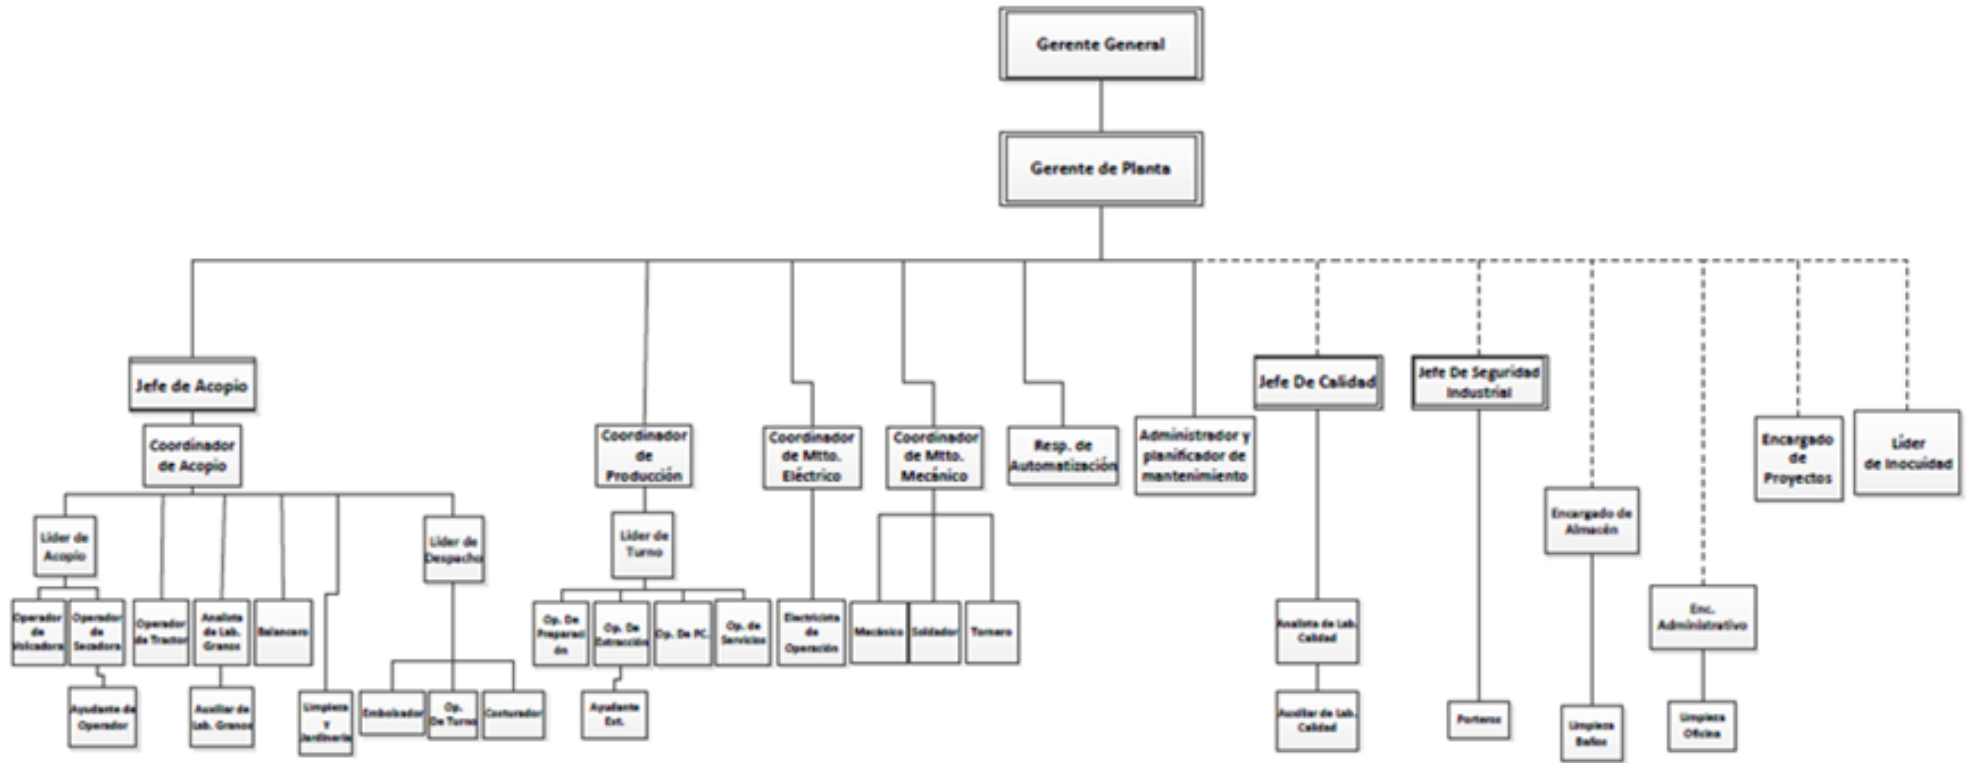 Gerente General
Gerente de Planta
Jefe de Acopio
Jefe De Calidad
Jefe De Seguridad
Industrial
Coordinador
de Acopio
Coordinador
de
Producción
Coordinador
de Mtto.
Eléctrico
Coordinador
de Mtto.
Mecánico
Resp. de
Automatización
Administrador y
planificador de
mantenimiento
Encargado
de
Proyectos
Líder
de Inocuidad
Encargado de
Almacén
Líder de
Acopio
Líder de
Despacho
Líder de
Turno
Enc.
Administrativo
Operador
de
Volcadora
Operador
de
Secadora
Operador
de Tractor
Analista
de Lab.
Granos
Balancero
Op. De
Preparaci
ón
Op. De
Extracción
Op. De PC.
Op. de
Servicios
Electricista
de
Operación
Mecánico
Soldador
Tornero
Analista de Lab.
Calidad
Ayudante de
Operador
Auxiliar de
Lab. Granos
Limpieza
y
Jardinería
Embolsador
Op.
De Turno
Costurador
Ayudante
Ext.
Auxiliar de Lab.
Calidad
Porteros
Limpieza
Baños
Limpieza
Oficina